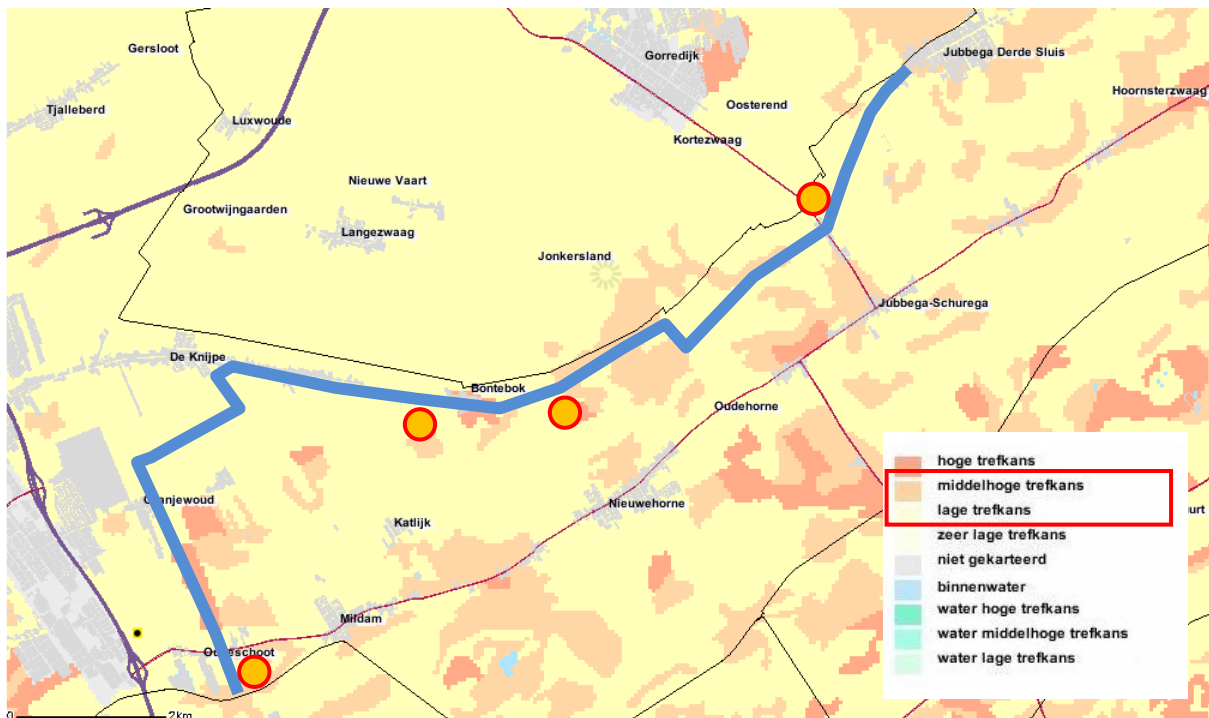 Gersloot
Jubbega Derde Sluis
Gorredijk
Hoornsterzwaag
Tjalleberd
Oosterend
Luxwoude
Kortezwaag
Nieuwe Vaart
Grootwijngaarden
Langezwaag
Jonkersland
Jubbega-Schurega
De Knijpe
Bontebok
Oudehorne
hoge trefkans
middelhoge trefkans
lage trefkans
zeer lage trefkans
niet gekarteerd
binnenwater
water hoge trefkans
water middelhoge trefkans
water lage trefkans
urt
Nieuwehorne
Katlijk
Mildam
0 2km